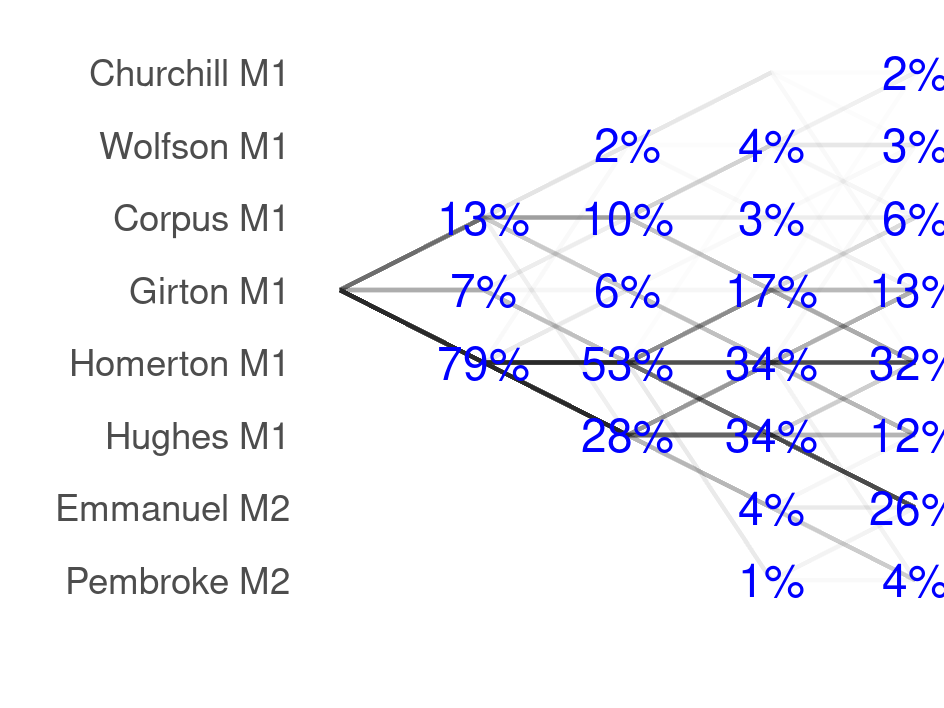 Churchill M1 2%
Wolfson M1 2% 4% 3%
Corpus M1 13% 10% 3% 6%
Girton M1 7% 6% 17% 13%
Homerton M1 79% 53% 34% 32%
Hughes M1 28% 34% 12%
Emmanuel M2 4% 26%
Pembroke M2 1% 4%